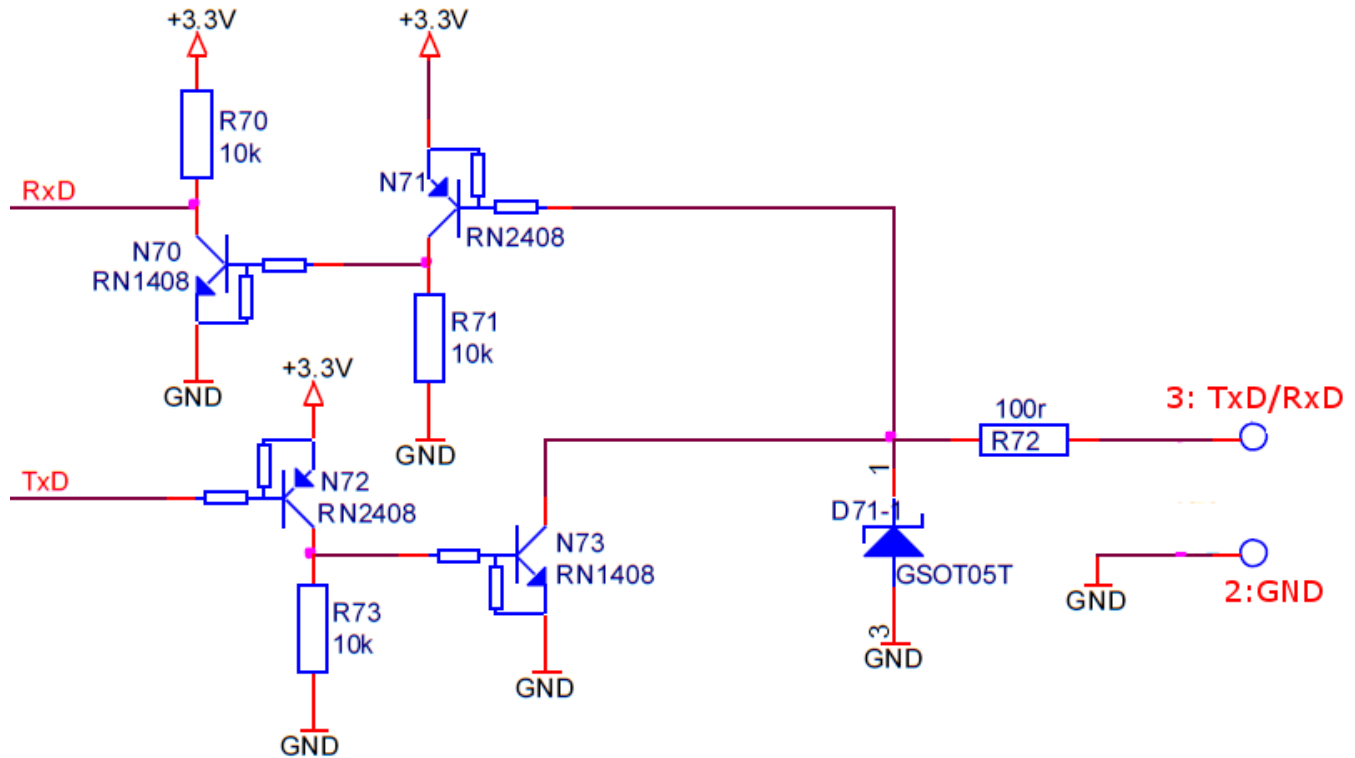 +3.3V
+3.3V
R70
10k
RxD
N71
RN2408
N70
RN1408
R71
10k
GND
+3.3V
GND
100r
R72
3: TxD/RxD
TxD
N72
RN2408
1
D71-1
N73
RN1408
GSOT05T
R73
10k
3
GND
GND
2:GND
GND
GND